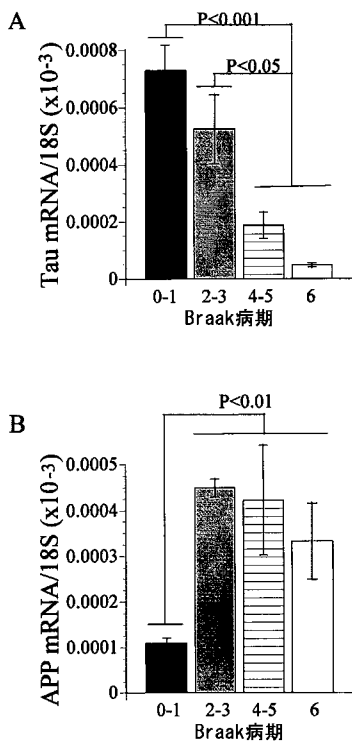 A
P<0.001
P<0.05
Tau mRNA/18S (x10-3)
0.0008
0.0006
0.0004
0.0002
0
0-1 2-3 4-5 6
Braak病期
B
P<0.01
APP mRNA/18S (x10-3)
0.0005
0.0004
0.0003
0.0002
0.0001
0
0-1 2-3 4-5 6
Braak病期